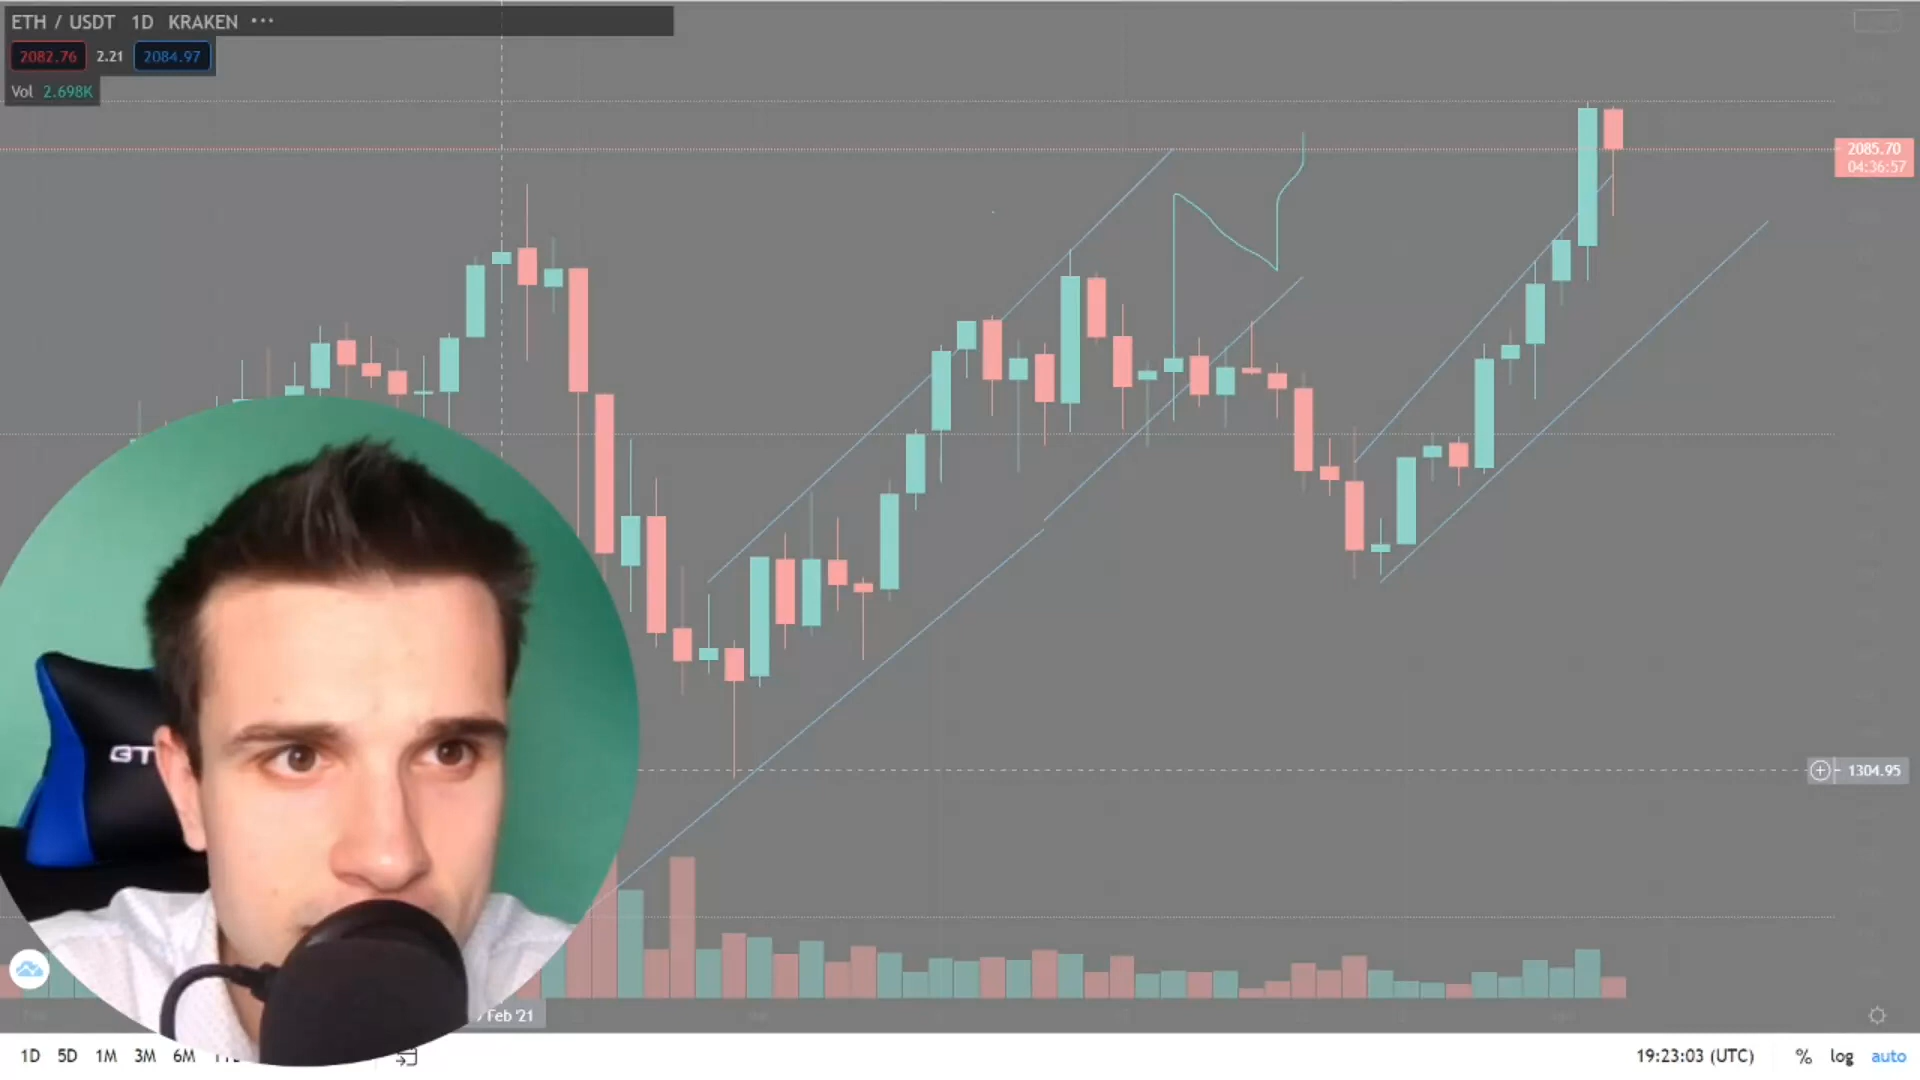 ETH / USDT 1D KRAKEN •••
2082.76 2.21 2084.97
Vol 2.698K
2085.70
04:36:57
GT
1304.95
Feb '21
1D 5D 1M 3M 6M
19:23:03 (UTC) % log auto